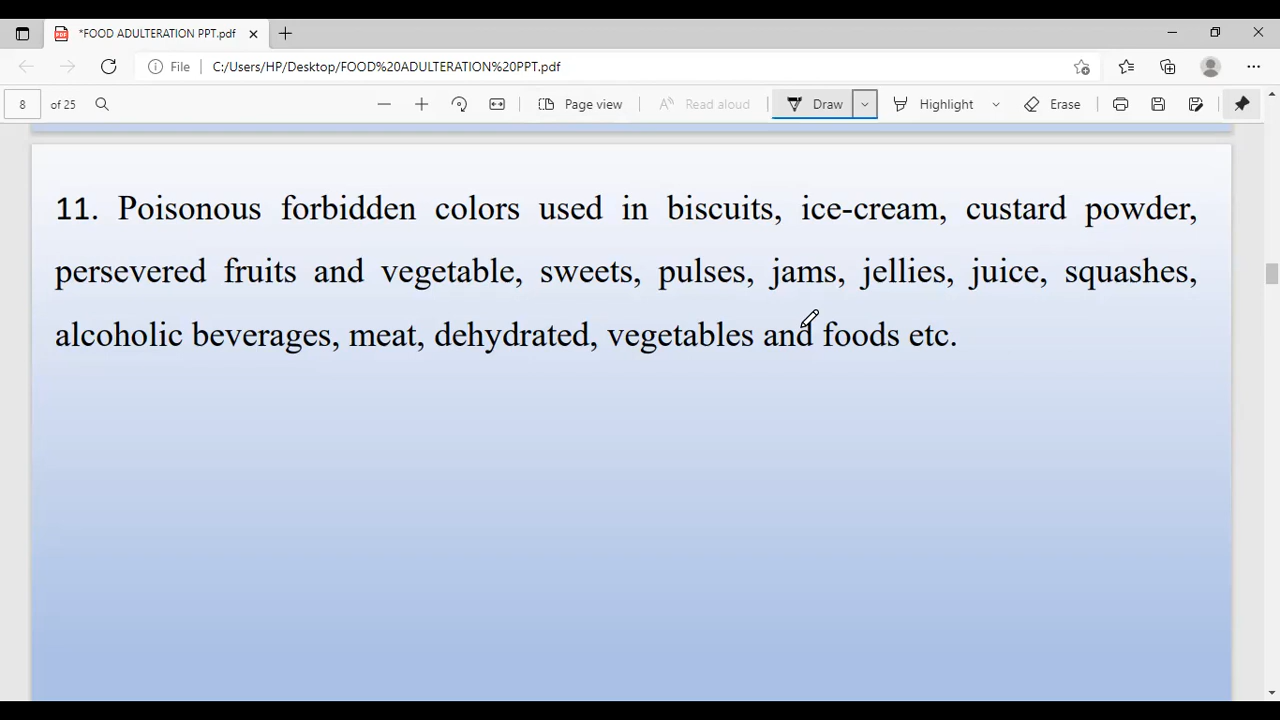 *FOOD ADULTERATION PPT.pdf
File C:/Users/HP/Desktop/FOOD%20ADULTERATION%20PPT.pdf
8 of 25 Page view Read aloud Draw Highlight Erase
11. Poisonous forbidden colors used in biscuits, ice-cream, custard powder,
persevered fruits and vegetable, sweets, pulses, jams, jellies, juice, squashes,
alcoholic beverages, meat, dehydrated, vegetables and foods etc.